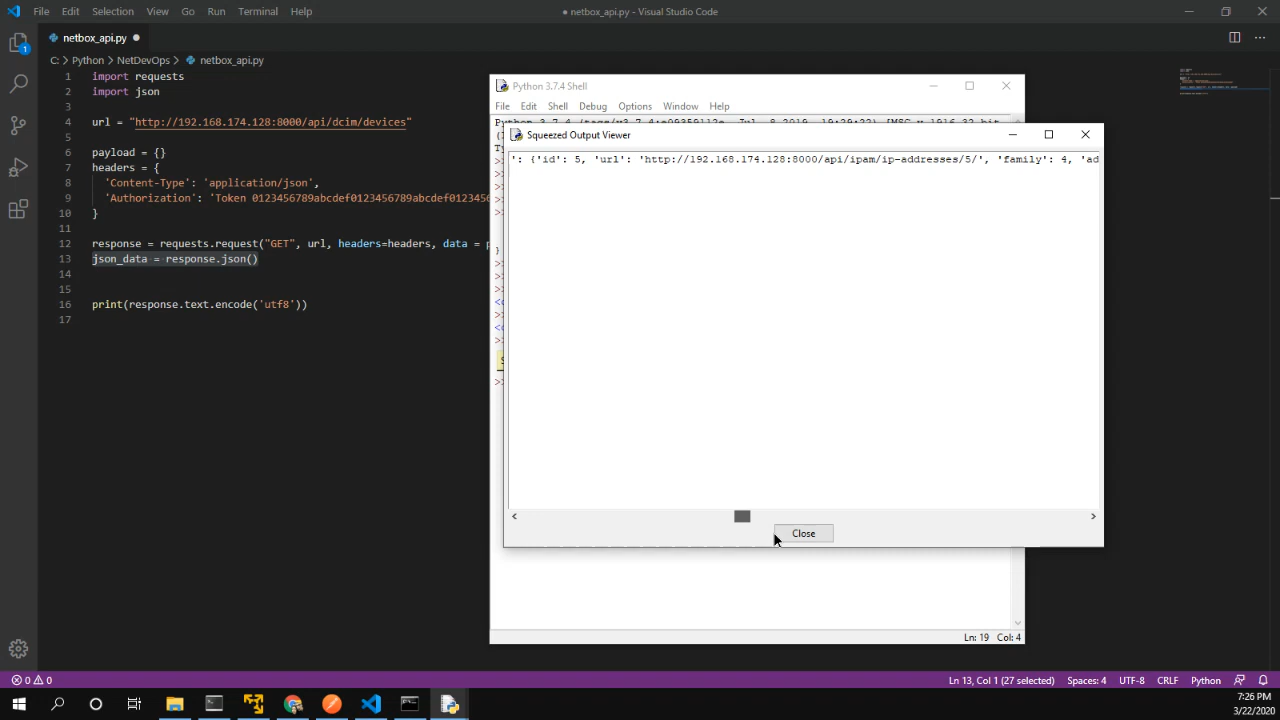 File Edit Selection View Go Run Terminal Help
● netbox_api.py - Visual Studio Code
netbox_api.py ●
C: > Python > NetDevOps > netbox_api.py
1 import requests
2 import json
3
4 url = "http://192.168.174.128:8000/api/dcim/devices"
5
6 payload = {}
7 headers = {
8 'Content-Type': 'application/json',
9 'Authorization': 'Token 0123456789abcdef0123456789abcdef0123456
10 }
11
12 response = requests.request("GET", url, headers=headers, data = p
13 json_data = response.json()
14
15
16 print(response.text.encode('utf8'))
17
1
Python 3.7.4 Shell
File Edit Shell Debug Options Window Help
Squeezed Output Viewer
': {'id': 5, 'url': 'http://192.168.174.128:8000/api/ipam/ip-addresses/5/', 'family': 4, 'ad
Close
Ln: 19 Col: 4
0 0
Ln 13, Col 1 (27 selected) Spaces: 4 UTF-8 CRLF Python
7:26 PM
3/22/2020